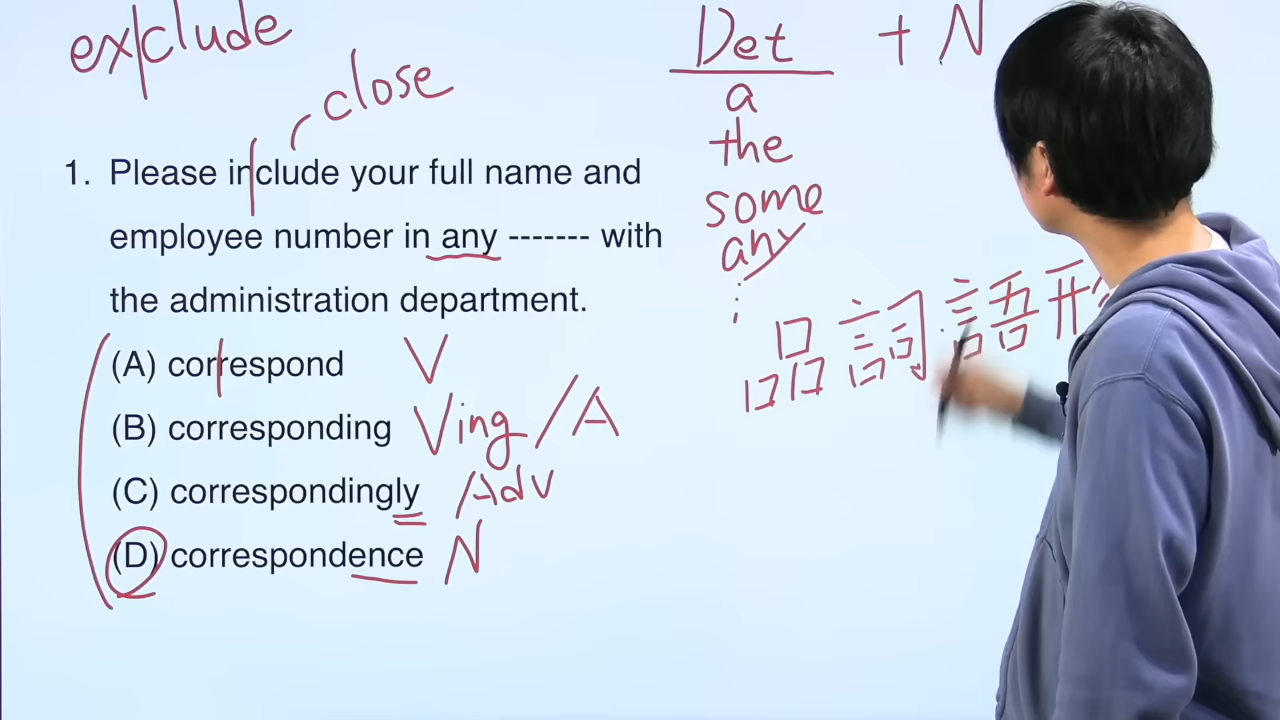 exclude
close
1. Please include your full name and
employee number in any ------- with
the administration department.
(A) correspond V
(B) corresponding Ving/A
(C) correspondingly /Adv
(D) correspondence N
Det + N
a
the
some
any
⋮
品詞語形